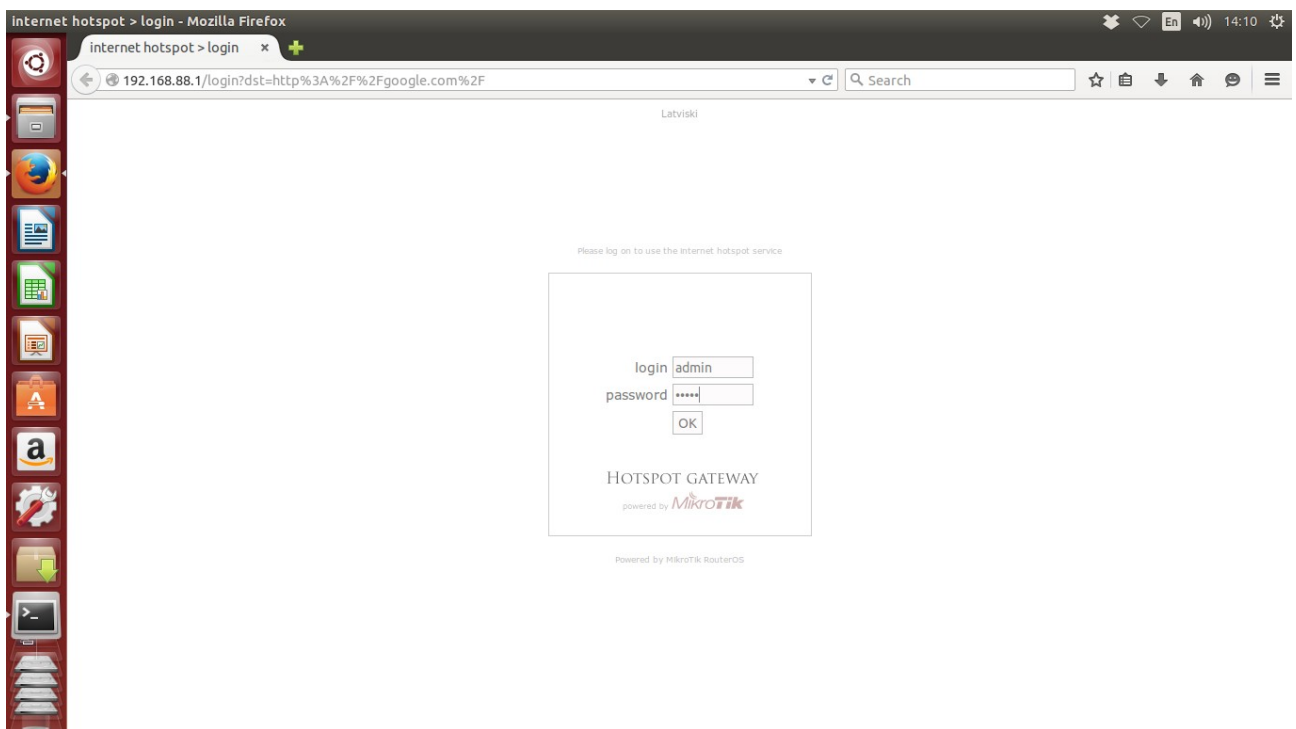 internet hotspot > login - Mozilla Firefox
En
14:10
internet hotspot > login
192.168.88.1/login?dst=http%3A%2F%2Fgoogle.com%2F
Search
Latviski
Please log on to use the internet hotspot service
login admin
password •••••
OK
HOTSPOT GATEWAY
powered by MikroTik
Powered by MikroTik RouterOS